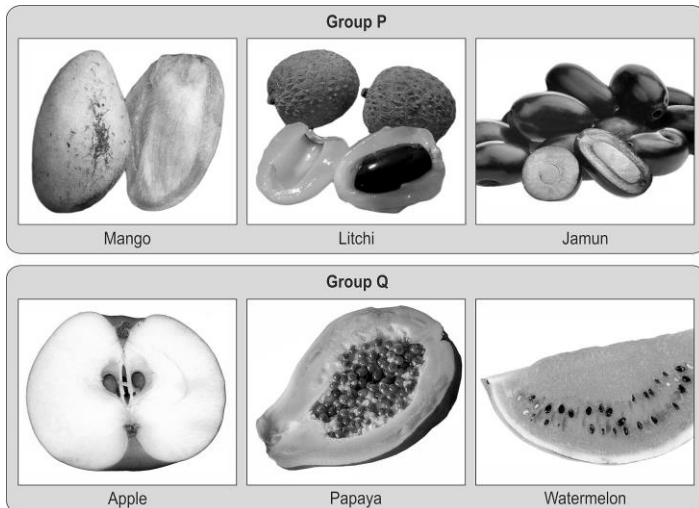 Group P
Mango
Litchi
Jamun
Group Q
Apple
Papaya
Watermelon